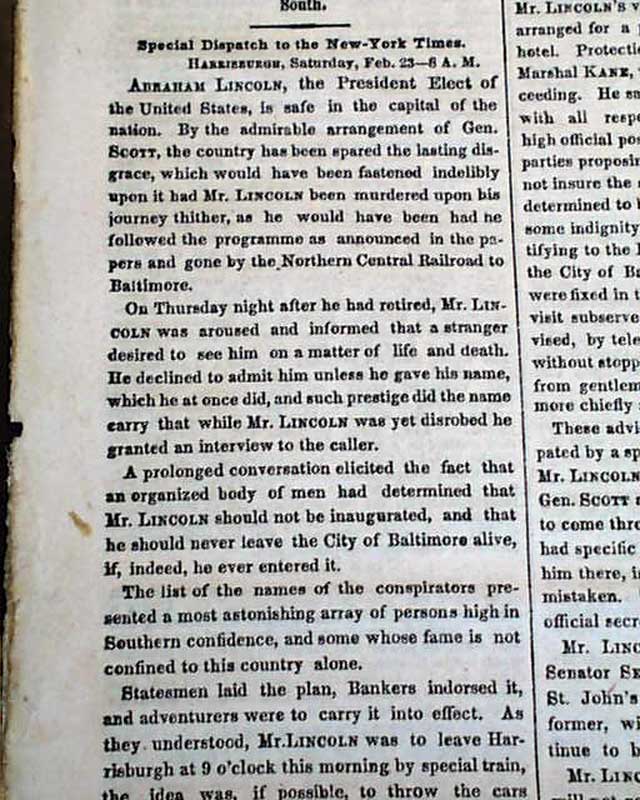 South.
Special Dispatch to the New-York Times.
HARRISBURGH, Saturday, Feb. 23—8 A. M.
ABRAHAM LINCOLN, the President Elect of
the United States, is safe in the capital of the
nation. By the admirable arrangement of Gen.
SCOTT, the country has been spared the lasting dis-
grace, which would have been fastened indelibly
upon it had Mr. LINCOLN been murdered upon his
journey thither, as he would have been had he
followed the programme as announced in the pa-
pers and gone by the Northern Central Railroad to
Baltimore.
On Thursday night after he had retired, Mr. LIN-
COLN was aroused and informed that a stranger
desired to see him on a matter of life and death.
He declined to admit him unless he gave his name,
which he at once did, and such prestige did the name
carry that while Mr. LINCOLN was yet disrobed he
granted an interview to the caller.
A prolonged conversation elicited the fact that
an organized body of men had determined that
Mr. LINCOLN should not be inaugurated, and that
he should never leave the City of Baltimore alive,
if, indeed, he ever entered it.
The list of the names of the conspirators pre-
sented a most astonishing array of persons high in
Southern confidence, and some whose fame is not
confined to this country alone.
Statesmen laid the plan, Bankers indorsed it,
and adventurers were to carry it into effect. As
they understood, Mr. LINCOLN was to leave Har-
risburgh at 9 o'clock this morning by special train,
the idea was, if possible, to throw the cars
Mr. LINCOLN'S
arranged for a
hotel.
Marshal KANE,
ceeding. He
with all
high official
parties
not insure the
determined to
some indignity
tifying to the
the City of
were fixed in
visit
vised, by
without
from
more chiefly
These
pated by a
Mr. LINCOLN
Gen. SCOTT
to come
had specific
him there,
mistaken.
official
Mr.
Senator
St. John's
former,
tinue to
Mr.